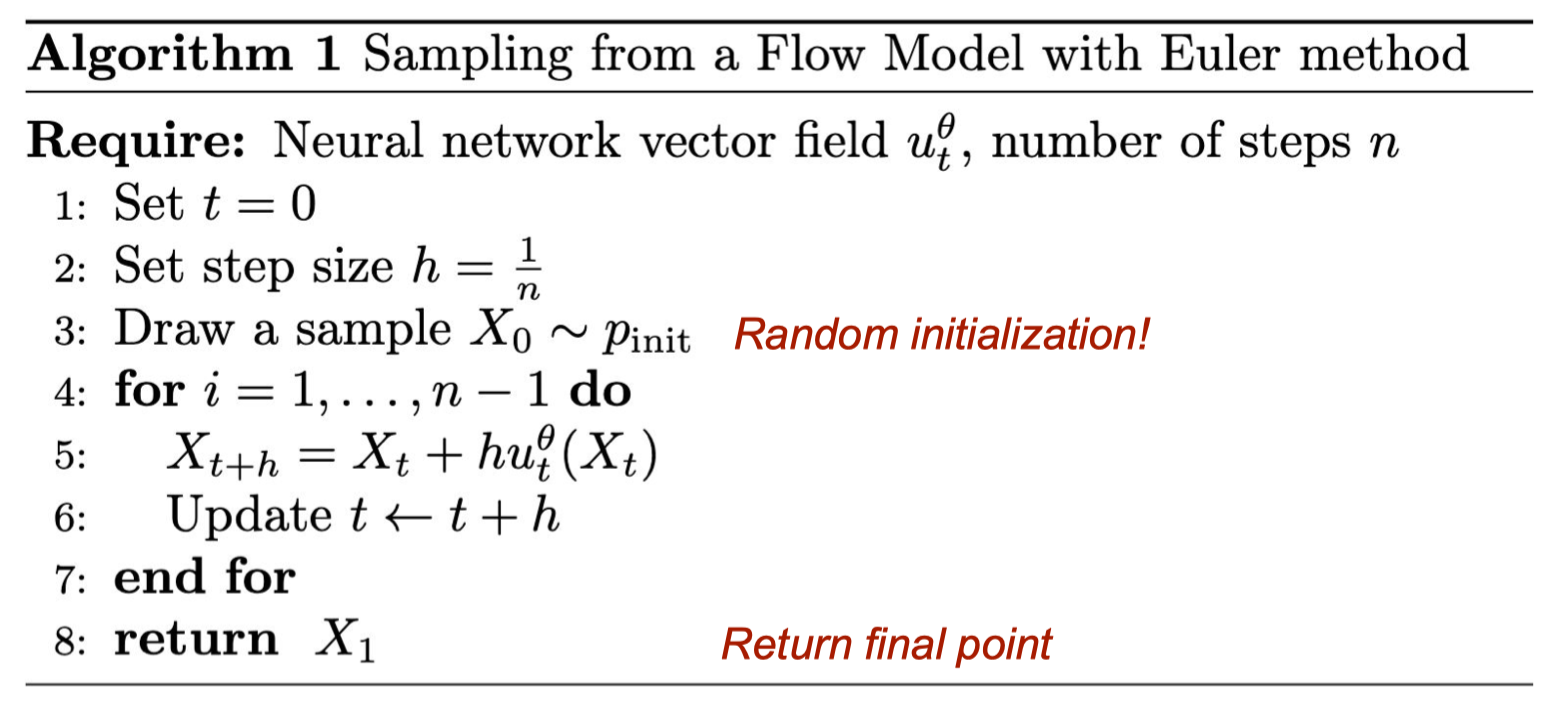 Algorithm 1 Sampling from a Flow Model with Euler method
Require: Neural network vector field $u_t^\theta$, number of steps $n$
1: Set $t = 0$
2: Set step size $h = \frac{1}{n}$
3: Draw a sample $X_0 \sim p_{\text{init}}$ Random initialization!
4: for $i = 1, \ldots, n - 1$ do
5: $X_{t+h} = X_t + hu_t^\theta(X_t)$
6: Update $t \leftarrow t + h$
7: end for
8: return $X_1$ Return final point